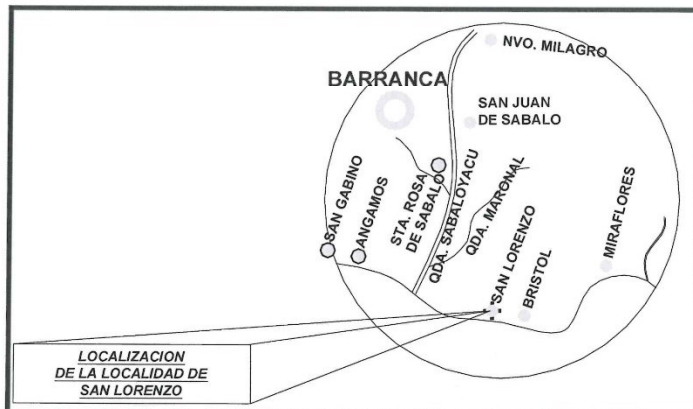 NVO. MILAGRO
BARRANCA
SAN JUAN
DE SABALO
SAN GABINO
ANGAMOS
STA. ROSA
DE SABALO
QDA. SABALOYACU
QDA. MARONAL
SAN LORENZO
BRISTOL
MIRAFLORES
LOCALIZACION
DE LA LOCALIDAD DE
SAN LORENZO